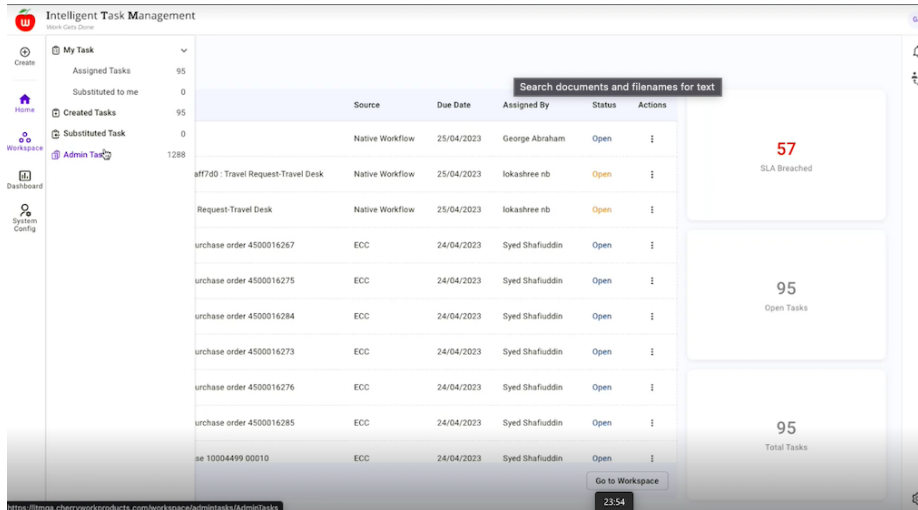 Intelligent Task Management
Work Gets Done
Create
Home
Workspace
Dashboard
System
Config
My Task
Assigned Tasks 95
Substituted to me 0
Created Tasks 95
Substituted Task 0
Admin Task 1288
Search documents and filenames for text
Source Due Date Assigned By Status Actions
Native Workflow 25/04/2023 George Abraham Open
aff7d0 : Travel Request-Travel Desk Native Workflow 25/04/2023 lokashree nb Open
Request-Travel Desk Native Workflow 25/04/2023 lokashree nb Open
urchase order 4500016267 ECC 24/04/2023 Syed Shafiuddin Open
urchase order 4500016275 ECC 24/04/2023 Syed Shafiuddin Open
urchase order 4500016284 ECC 24/04/2023 Syed Shafiuddin Open
urchase order 4500016273 ECC 24/04/2023 Syed Shafiuddin Open
urchase order 4500016276 ECC 24/04/2023 Syed Shafiuddin Open
urchase order 4500016285 ECC 24/04/2023 Syed Shafiuddin Open
se 10004499 00010 ECC 24/04/2023 Syed Shafiuddin Open
57
SLA Breached
95
Open Tasks
95
Total Tasks
Go to Workspace
23:54
https://itmqa.cherryworkproducts.com/workspace/admintasks/AdminTasks